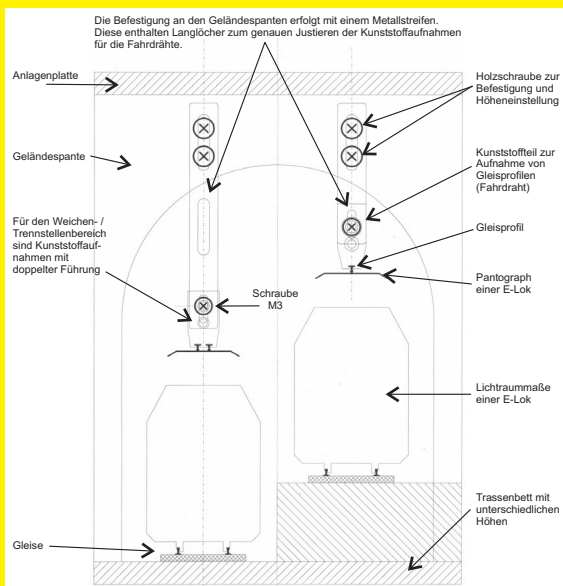 Die Befestigung an den Geländespanten erfolgt mit einem Metallstreifen.
Diese enthalten Langlöcher zum genauen Justieren der Kunststoffaufnahmen
für die Fahrdrähte.
Anlagenplatte
Holzschraube zur
Befestigung und
Höheneinstellung
Geländespante
Kunststoffteil zur
Aufnahme von
Gleisprofilen
(Fahrdraht)
Für den Weichen- /
Trennstellenbereich
sind Kunststoffauf-
nahmen mit
doppelter Führung
Gleisprofil
Pantograph
einer E-Lok
Schraube
M3
Lichtraummaße
einer E-Lok
Trassenbett mit
unterschiedlichen
Höhen
Gleise